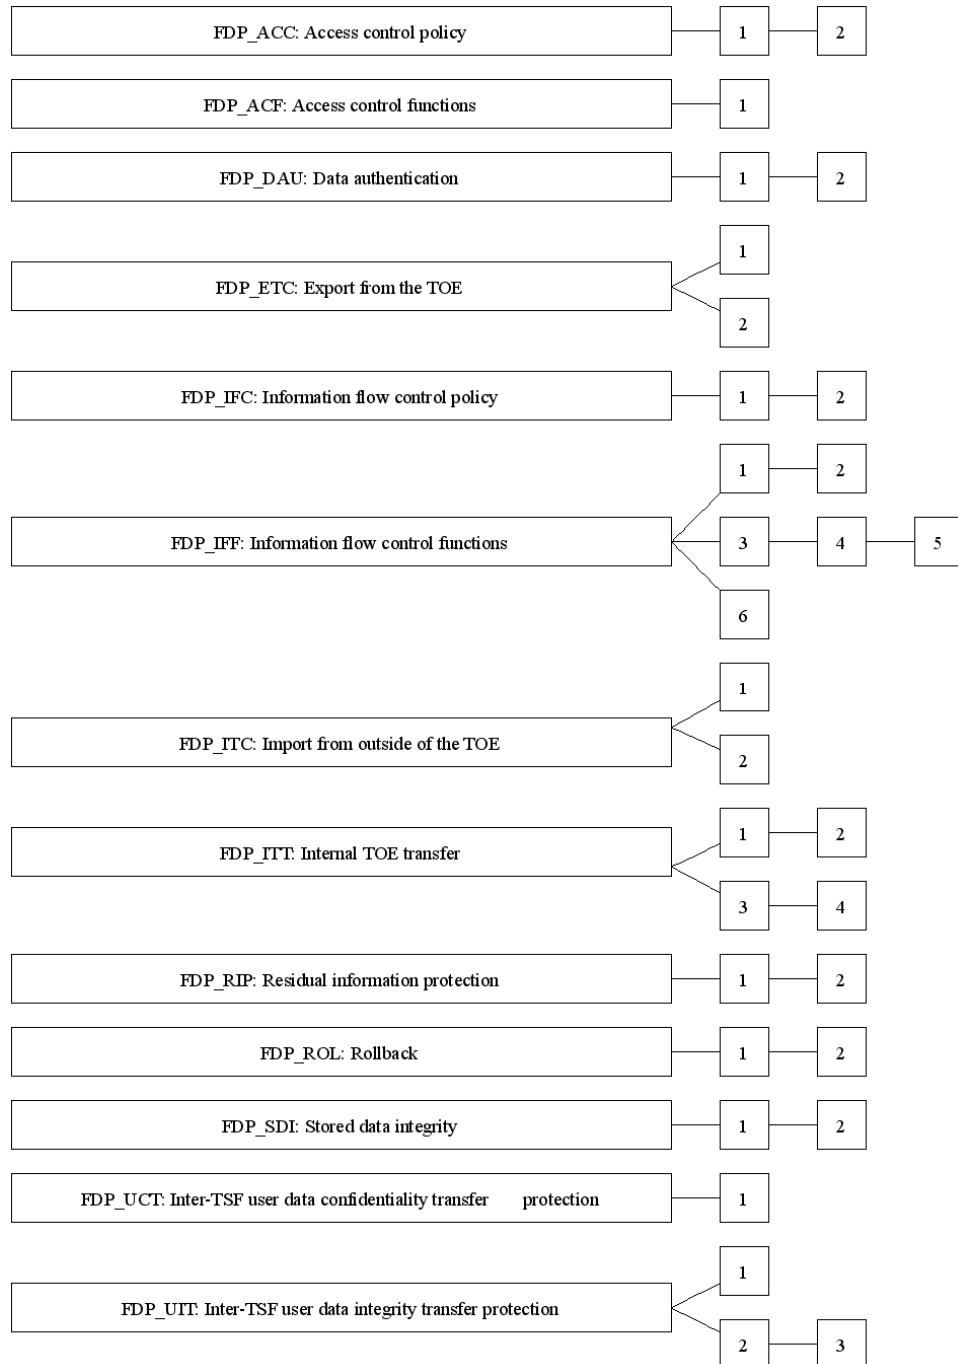 FDP_ACC: Access control policy 1 2
FDP_ACF: Access control functions 1
FDP_DAU: Data authentication 1 2
1
FDP_ETC: Export from the TOE
2
FDP_IFC: Information flow control policy 1 2
1 2
FDP_IFF: Information flow control functions 3 4 5
6
1
FDP_ITC: Import from outside of the TOE
2
1 2
FDP_ITT: Internal TOE transfer
3 4
FDP_RIP: Residual information protection 1 2
FDP_ROL: Rollback 1 2
FDP_SDI: Stored data integrity 1 2
FDP_UCT: Inter-TSF user data confidentiality transfer protection 1
1
FDP_UIT: Inter-TSF user data integrity transfer protection
2 3